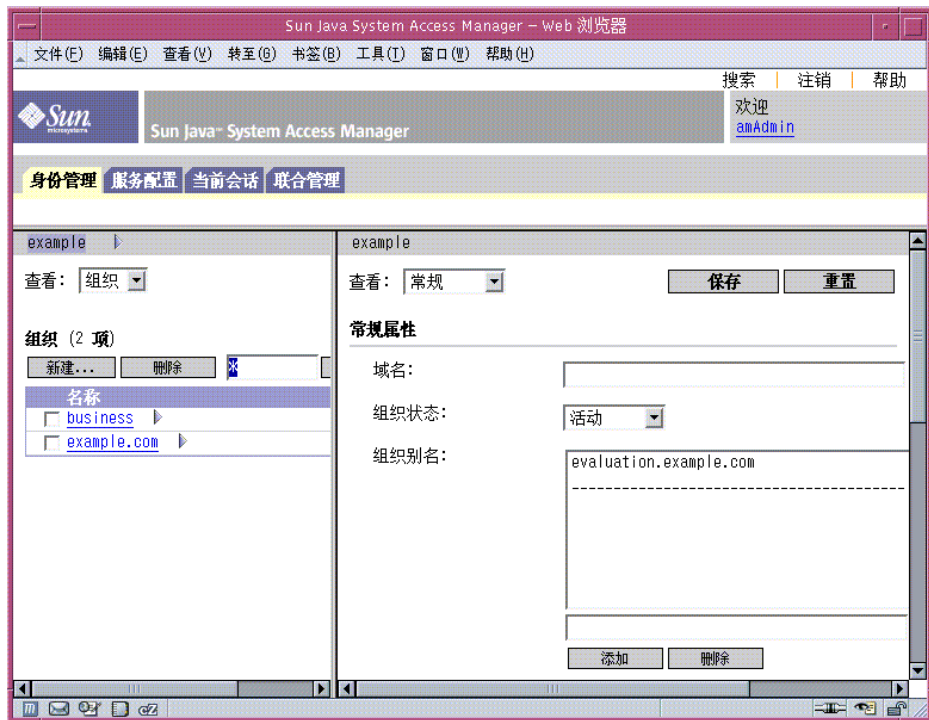 Sun Java System Access Manager – Web 浏览器
文件(F) 编辑(E) 查看(V) 转至(G) 书签(B) 工具(T) 窗口(W) 帮助(H)
搜索 | 注销 | 帮助
Sun
microsystems
Sun Java™ System Access Manager
欢迎
amAdmin
身份管理 服务配置 当前会话 联合管理
example
查看: 组织
组织 (2 项)
新建... 删除 *
名称
business
example.com
example
查看: 常规 保存 重置
常规属性
域名:
组织状态: 活动
组织别名:
evaluation.example.com
----------------------------------------
添加 删除